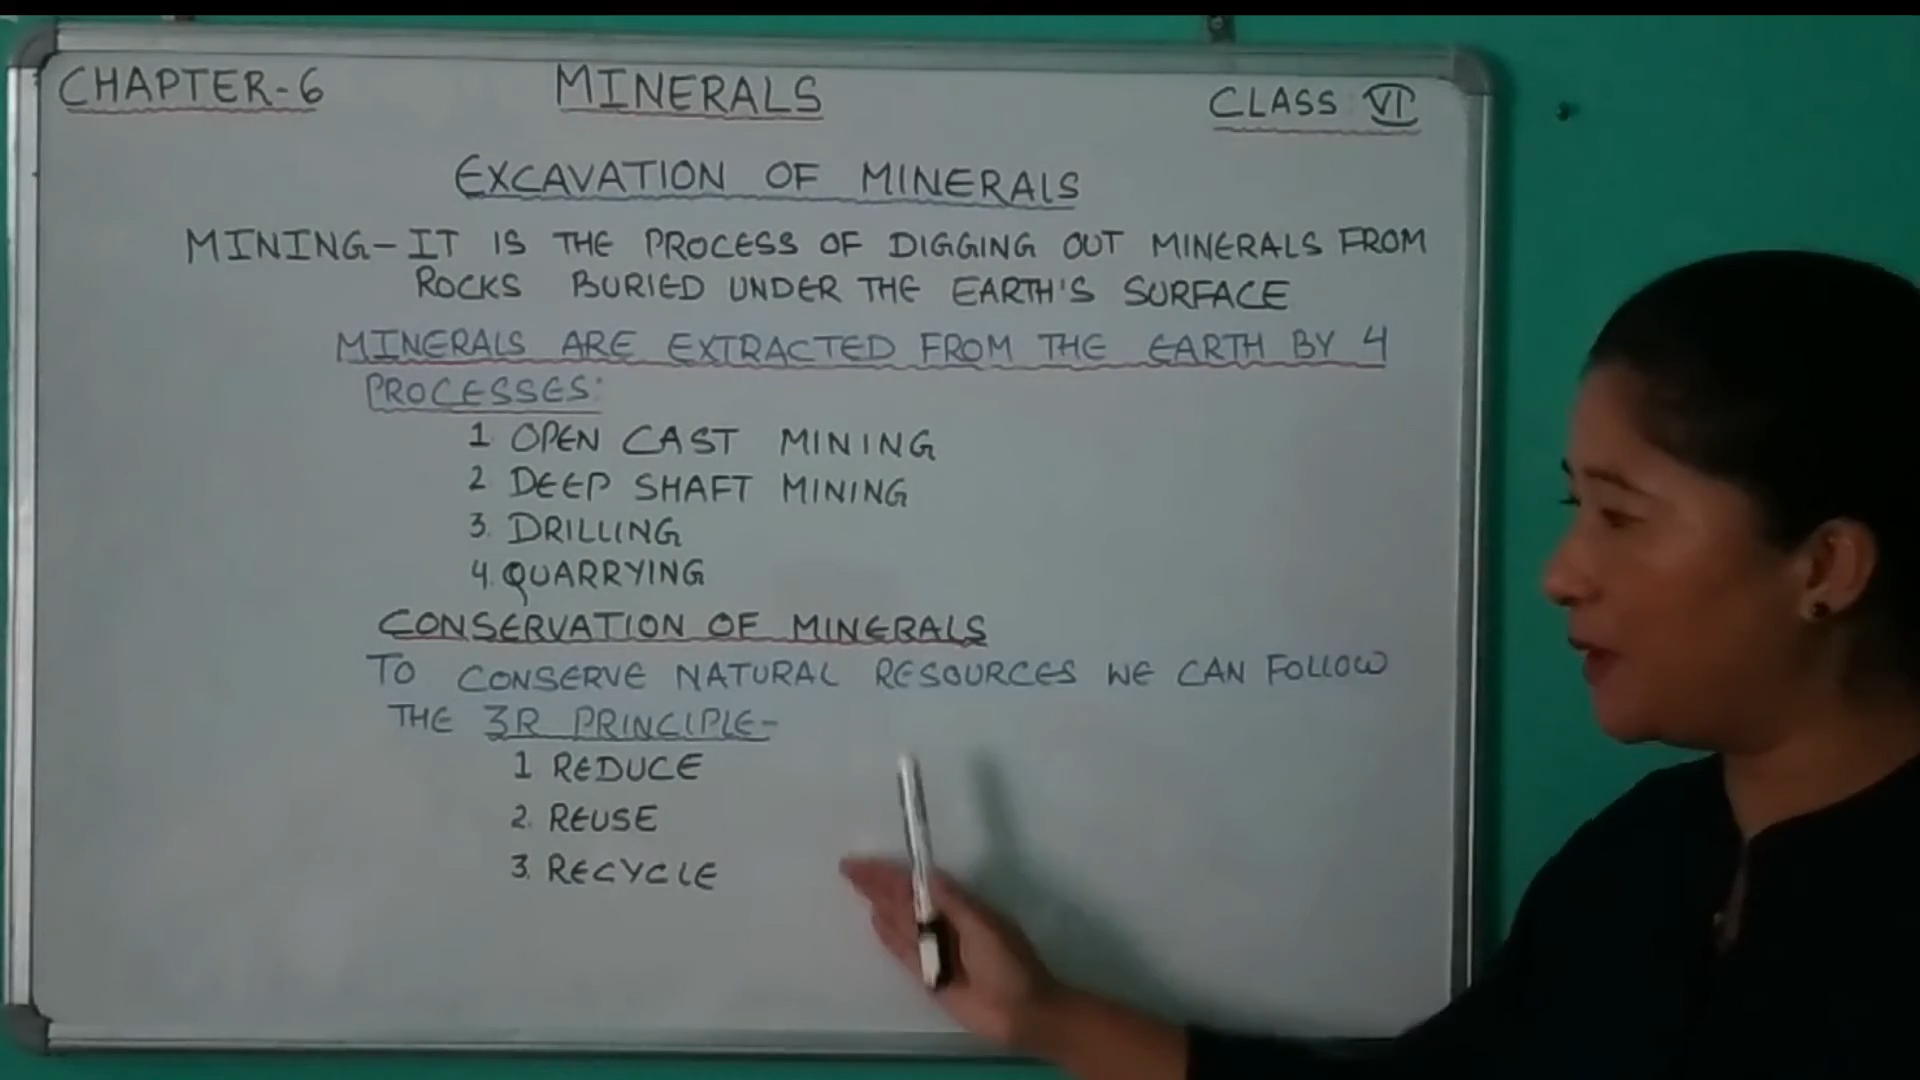 CHAPTER-6 MINERALS CLASS VI
EXCAVATION OF MINERALS
MINING-IT IS THE PROCESS OF DIGGING OUT MINERALS FROM
ROCKS BURIED UNDER THE EARTH'S SURFACE
MINERALS ARE EXTRACTED FROM THE EARTH BY 4
PROCESSES:
1 OPEN CAST MINING
2 DEEP SHAFT MINING
3. DRILLING
4. QUARRYING
CONSERVATION OF MINERALS
TO CONSERVE NATURAL RESOURCES WE CAN FOLLOW
THE 3R PRINCIPLE-
1 REDUCE
2. REUSE
3. RECYCLE